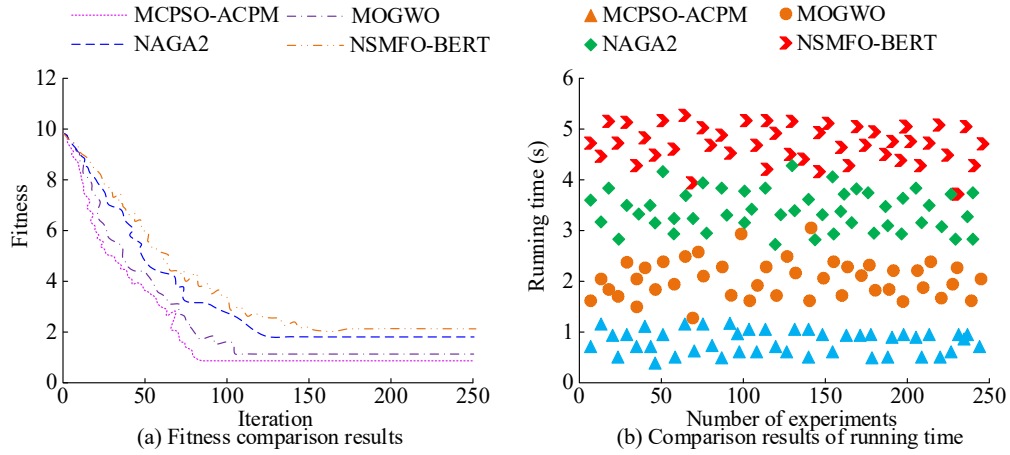 MCPSO-ACPM MOGWO
NAGA2 NSMFO-BERT
12
10
8
6
4
2
0
Fitness
0 50 100 150 200 250
Iteration
(a) Fitness comparison results
MCPSO-ACPM MOGWO
NAGA2 NSMFO-BERT
6
5
4
3
2
1
0
Running time (s)
0 50 100 150 200 250
Number of experiments
(b) Comparison results of running time